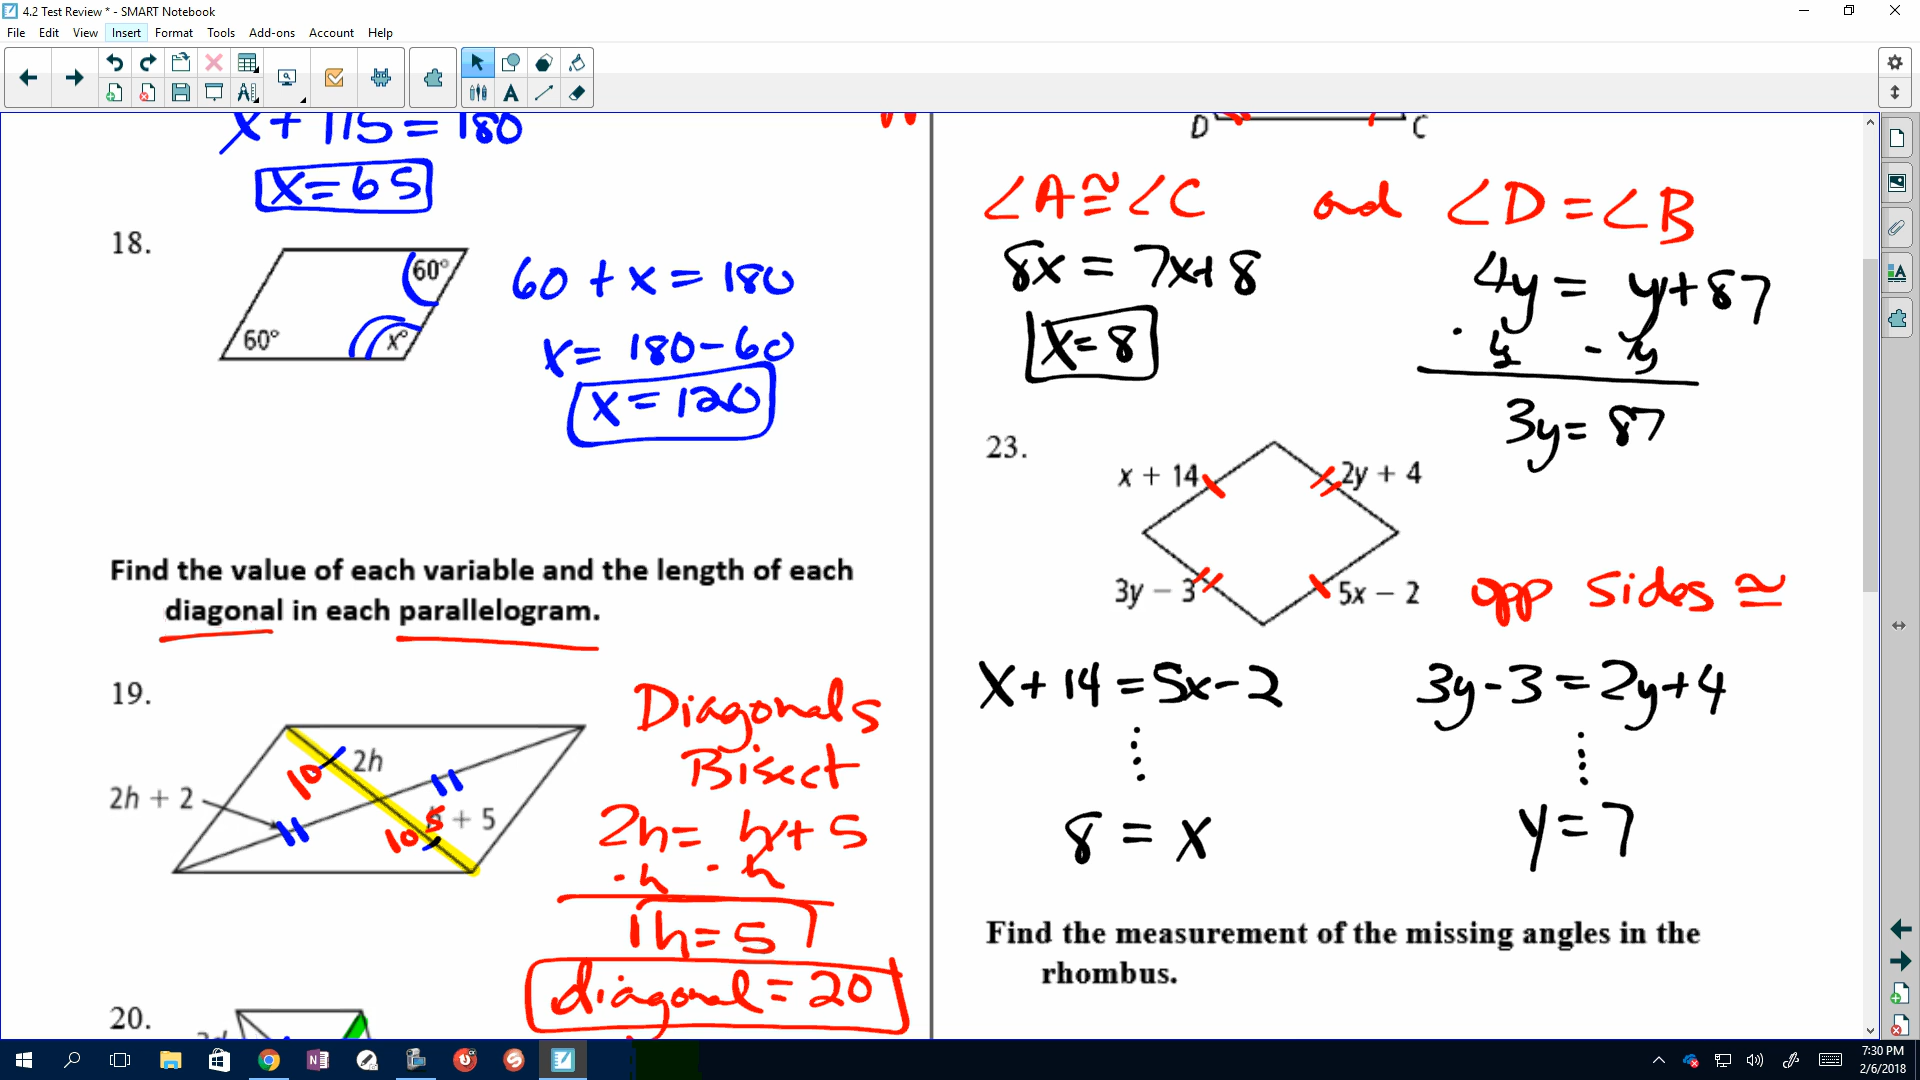 4.2 Test Review * - SMART Notebook
File Edit View Insert Format Tools Add-ons Account Help
x + 115 = 180
x = 65
18.
60°
60°
x°
60 + x = 180
x = 180 - 60
x = 120
Find the value of each variable and the length of each
diagonal in each parallelogram.
19.
2h
10
2h + 2
5 + 5
10
Diagonals
Bisect
2h = h + 5
-h -h
1h = 5
diagonal = 20
20.
D C
∠A ≅ ∠C and ∠D = ∠B
8x = 7x + 8
x = 8
4y = y + 87
-y -y
3y = 87
23.
x + 14
2y + 4
3y – 3
5x – 2
opp sides ≅
x + 14 = 5x - 2
8 = x
3y - 3 = 2y + 4
y = 7
Find the measurement of the missing angles in the
rhombus.
7:30 PM
2/6/2018